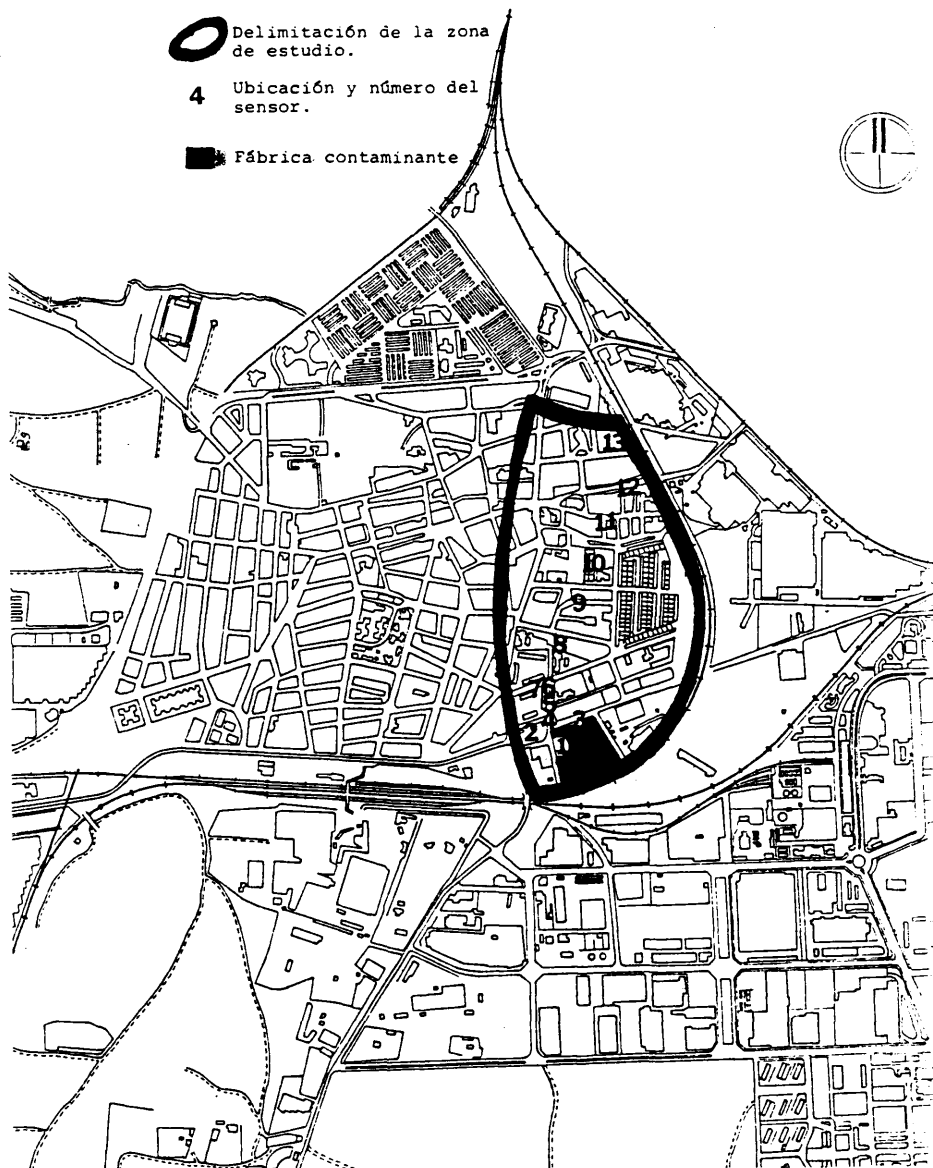 Delimitación de la zona
de estudio.
4 Ubicación y número del
sensor.
Fábrica contaminante
13
12
11
10
9
8
7
3
2
1